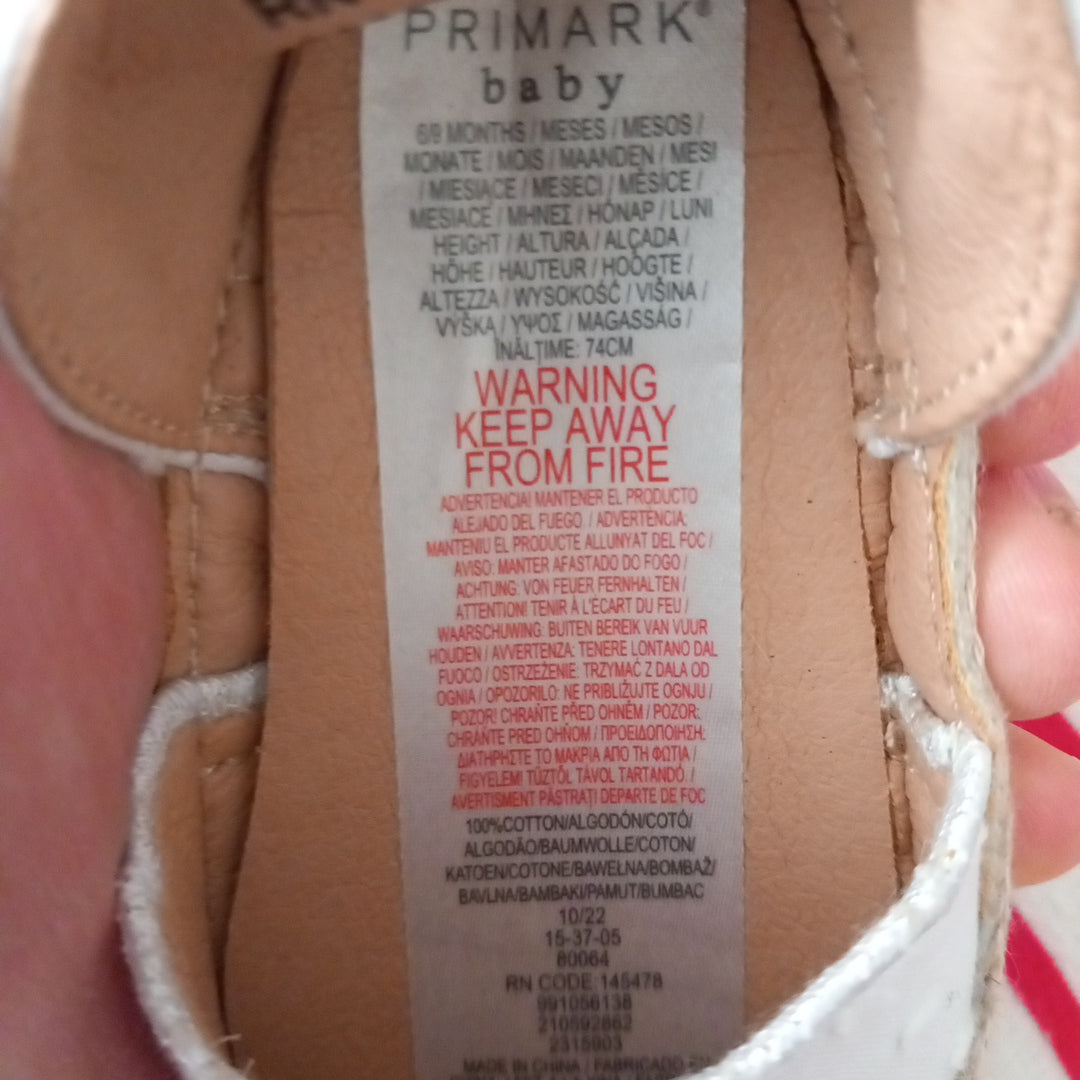 PRIMARK®
baby
6/9 MONTHS / MESES / MESOS /
MONATE / MOIS / MAANDEN / MESI
/ MIESIĄCE / MESECI / MĚSÍCE /
MESIACE / ΜΗΝΕΣ / HÓNAP / LUNI
HEIGHT / ALTURA / ALÇADA /
HÖHE / HAUTEUR / HOOGTE /
ALTEZZA / WYSOKOŚĆ / VIŠINA /
VÝŠKA / ΥΨΟΣ / MAGASSÁG /
ÎNĂLȚIME: 74CM
WARNING
KEEP AWAY
FROM FIRE
ADVERTENCIA! MANTENER EL PRODUCTO
ALEJADO DEL FUEGO. / ADVERTÈNCIA:
MANTENIU EL PRODUCTE ALLUNYAT DEL FOC /
AVISO: MANTER AFASTADO DO FOGO /
ACHTUNG: VON FEUER FERNHALTEN /
ATTENTION! TENIR À L'ÉCART DU FEU /
WAARSCHUWING: BUITEN BEREIK VAN VUUR
HOUDEN / AVVERTENZA: TENERE LONTANO DAL
FUOCO / OSTRZEŻENIE: TRZYMAĆ Z DALA OD
OGNIA / OPOZORILO: NE PRIBLIŽUJTE OGNJU /
POZOR! CHRAŇTE PŘED OHNĚM / POZOR:
CHRÁŇTE PRED OHŇOM / ΠΡΟΕΙΔΟΠΟΙΗΣΗ:
ΔΙΑΤΗΡΗΣΤΕ ΤΟ ΜΑΚΡΙΑ ΑΠΟ ΤΗ ΦΩΤΙΑ /
FIGYELEM! TŰZTŐL TÁVOL TARTANDÓ. /
AVERTISMENT PĂSTRAȚI DEPARTE DE FOC
100%COTTON/ALGODÓN/COTÓ/
ALGODÃO/BAUMWOLLE/COTON/
KATOEN/COTONE/BAWEŁNA/BOMBAŽ/
BAVLNA/BAMBAKI/PAMUT/BUMBAC
10/22
15-37-05
80064
RN CODE:145478
991056138
210592862
2315903
MADE IN CHINA / FABRICADO EN